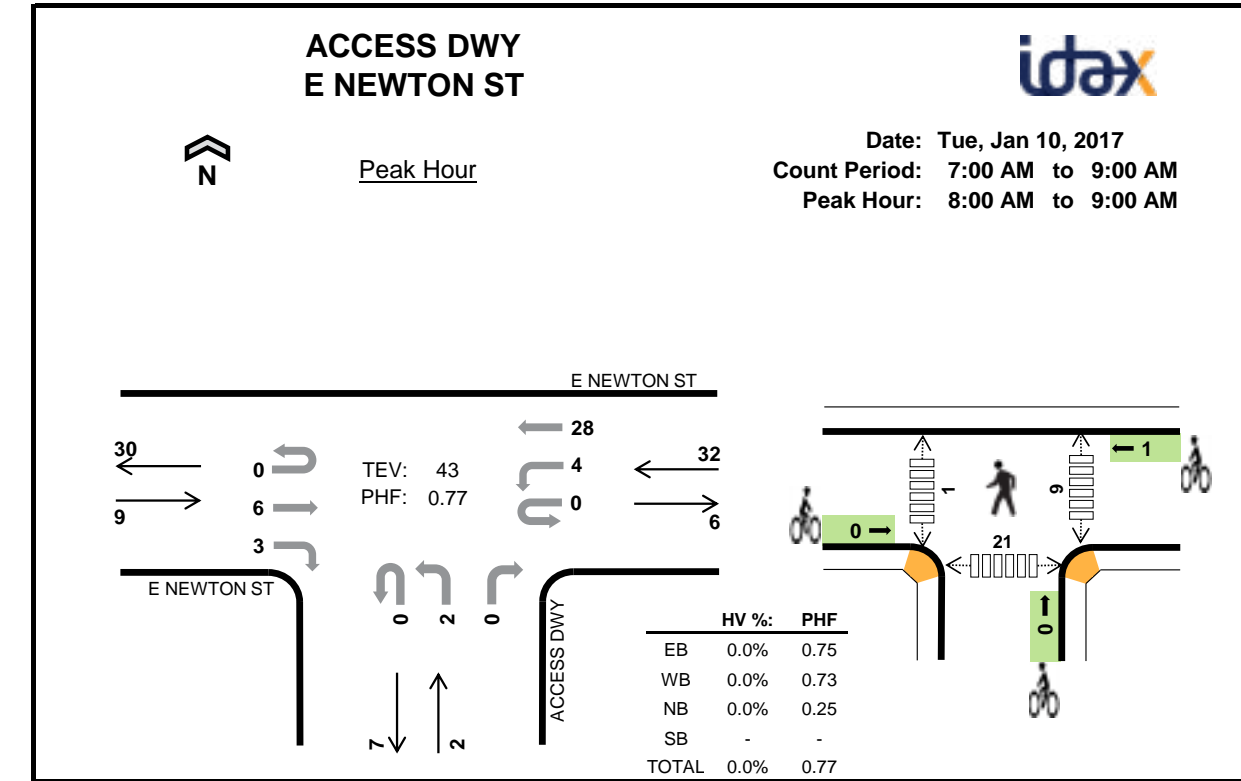 ACCESS DWY
E NEWTON ST
idax
N
Peak Hour
Date: Tue, Jan 10, 2017
Count Period: 7:00 AM to 9:00 AM
Peak Hour: 8:00 AM to 9:00 AM
E NEWTON ST
30
9
0
6
3
TEV: 43
PHF: 0.77
28
4
0
32
6
E NEWTON ST
0
2
0
ACCESS DWY
7
2
HV %: PHF
EB 0.0% 0.75
WB 0.0% 0.73
NB 0.0% 0.25
SB - -
TOTAL 0.0% 0.77
1
1
9
0
21
0